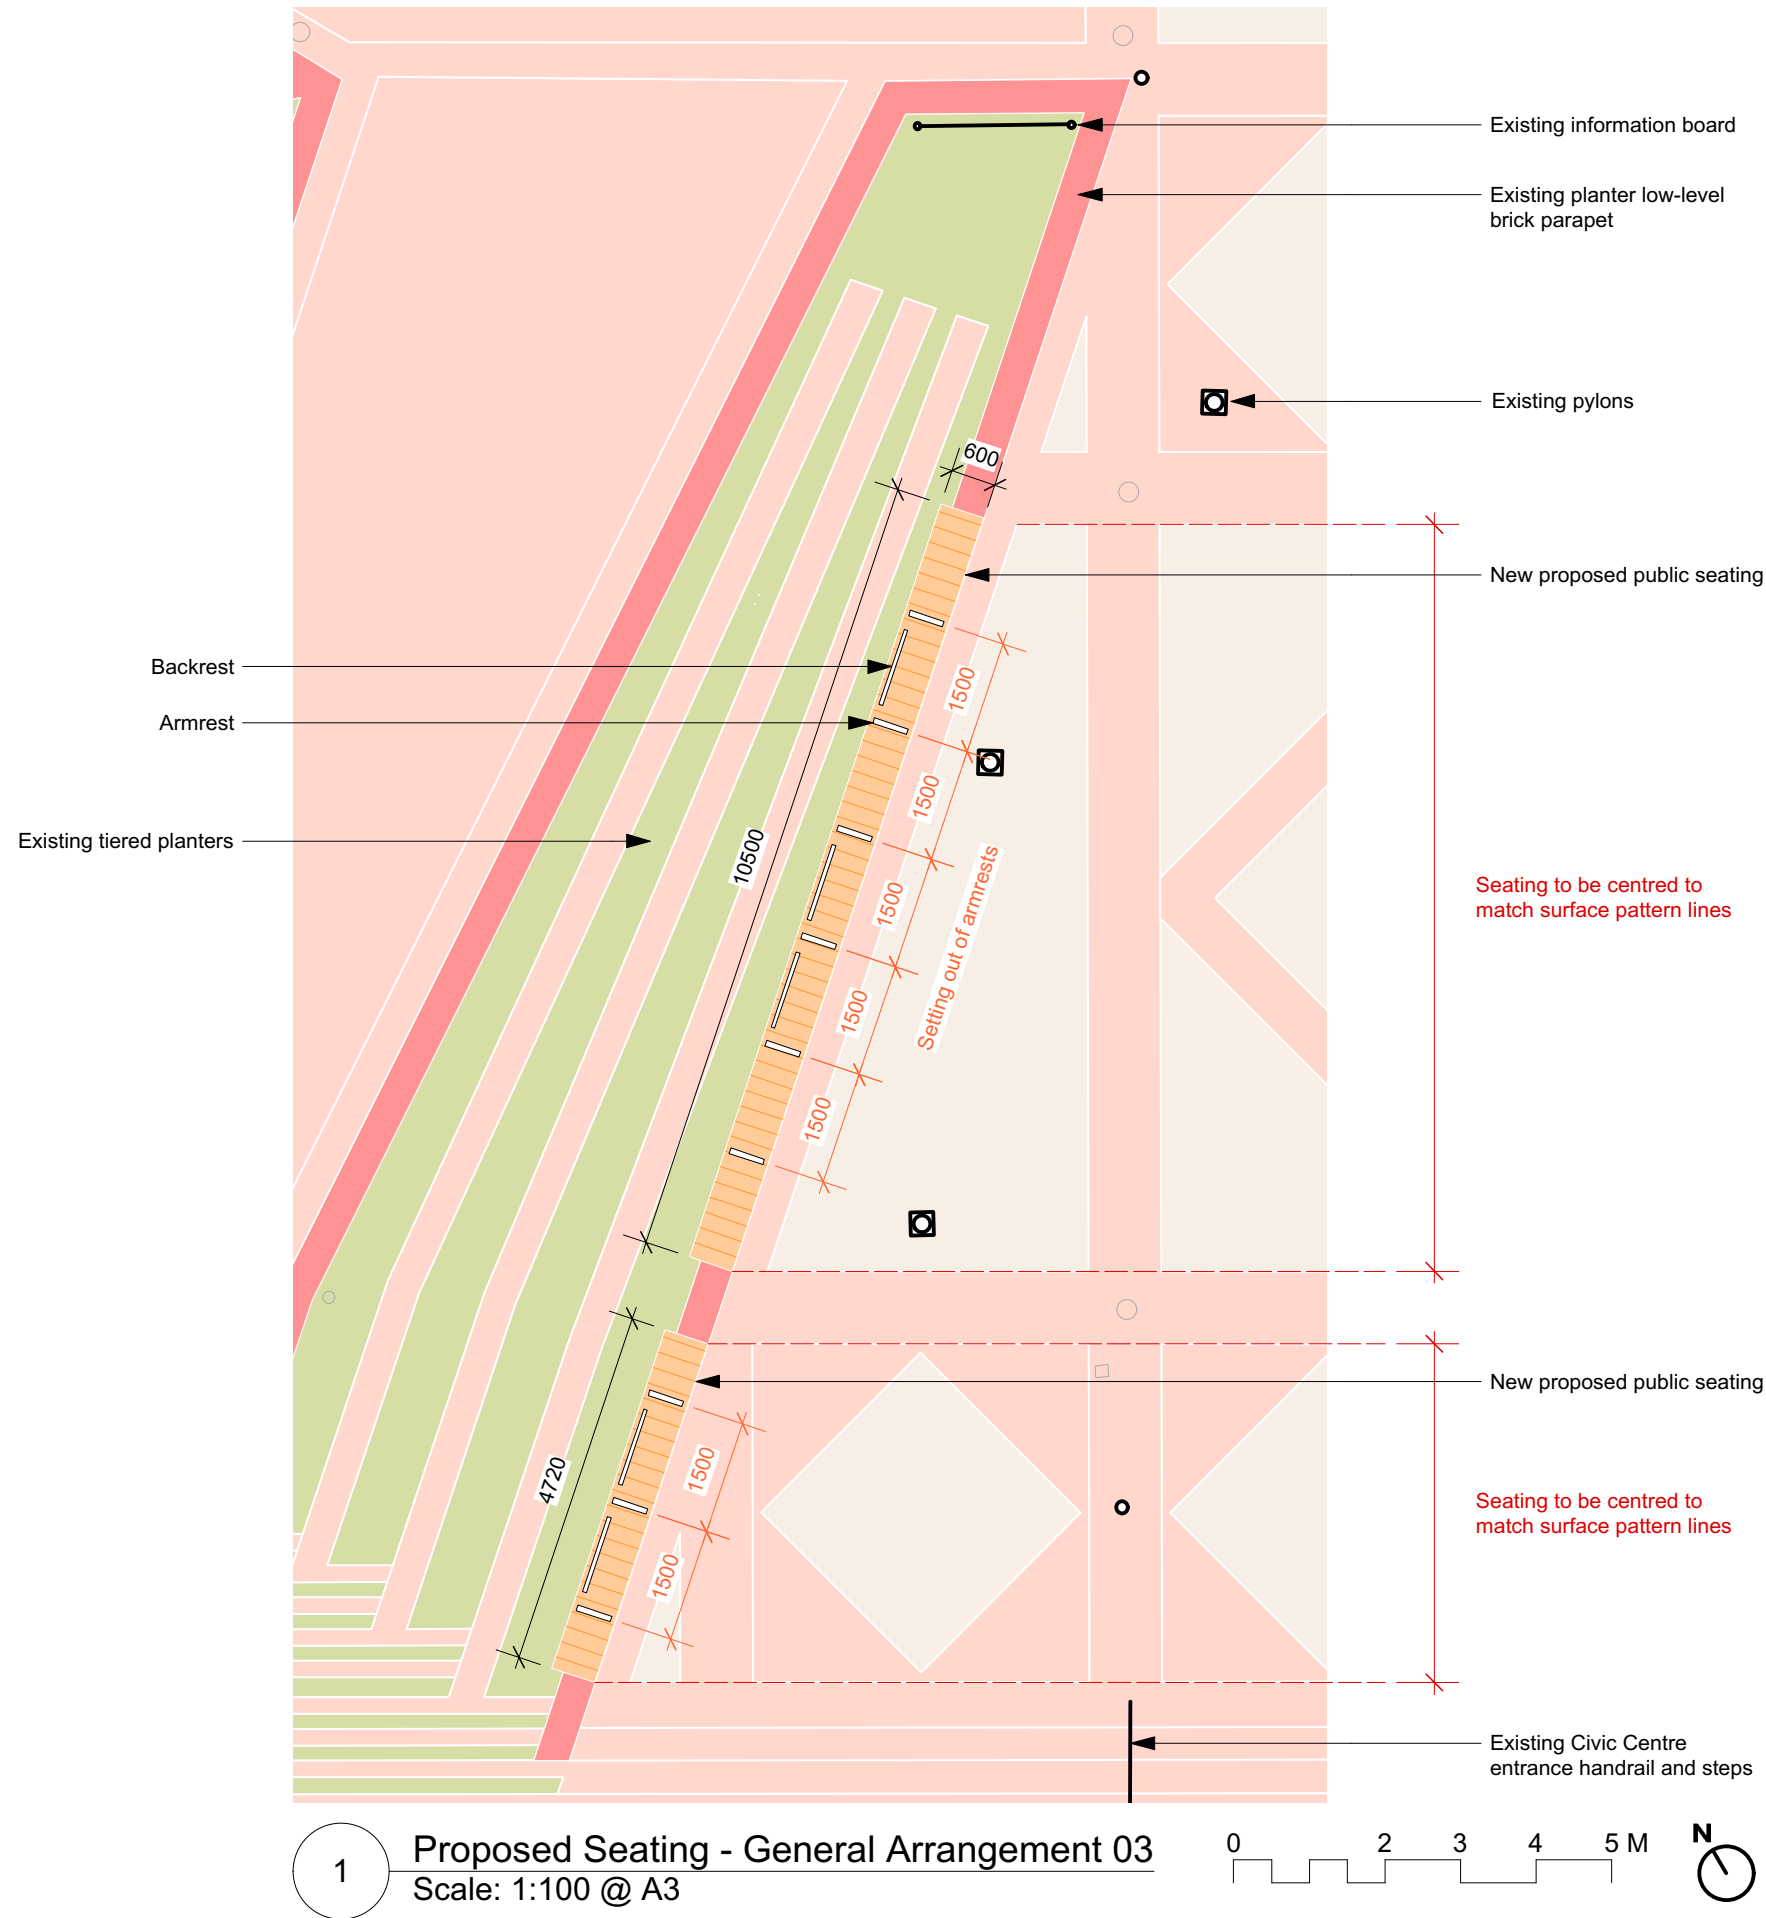 Existing information board
Existing planter low-level
brick parapet
Existing pylons
600
New proposed public seating
Backrest
1500
Armrest
1500
Existing tiered planters
10500
1500
Setting out of armrests
Seating to be centred to
match surface pattern lines
1500
1500
New proposed public seating
4720
1500
1500
Seating to be centred to
match surface pattern lines
Existing Civic Centre
entrance handrail and steps
1
Proposed Seating - General Arrangement 03
Scale: 1:100 @ A3
0 2 3 4 5 M
N